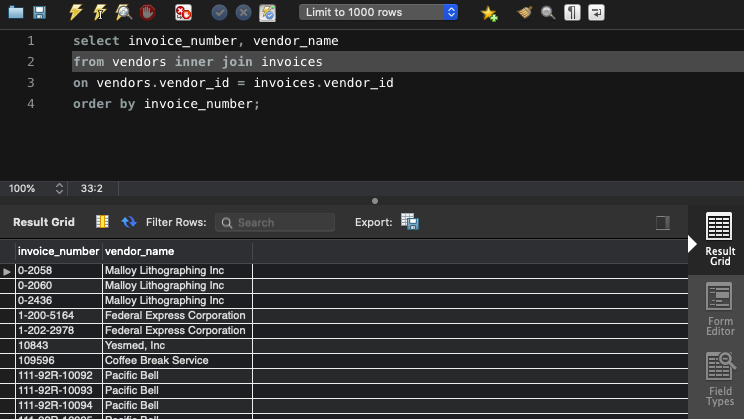 Limit to 1000 rows
1 select invoice_number, vendor_name
2 from vendors inner join invoices
3 on vendors.vendor_id = invoices.vendor_id
4 order by invoice_number;
100% 33:2
Result Grid Filter Rows: Search Export:
invoice_number vendor_name
0-2058 Malloy Lithographing Inc
0-2060 Malloy Lithographing Inc
0-2436 Malloy Lithographing Inc
1-200-5164 Federal Express Corporation
1-202-2978 Federal Express Corporation
10843 Yesmed, Inc
109596 Coffee Break Service
111-92R-10092 Pacific Bell
111-92R-10093 Pacific Bell
111-92R-10094 Pacific Bell
Result
Grid
Form
Editor
Field
Types